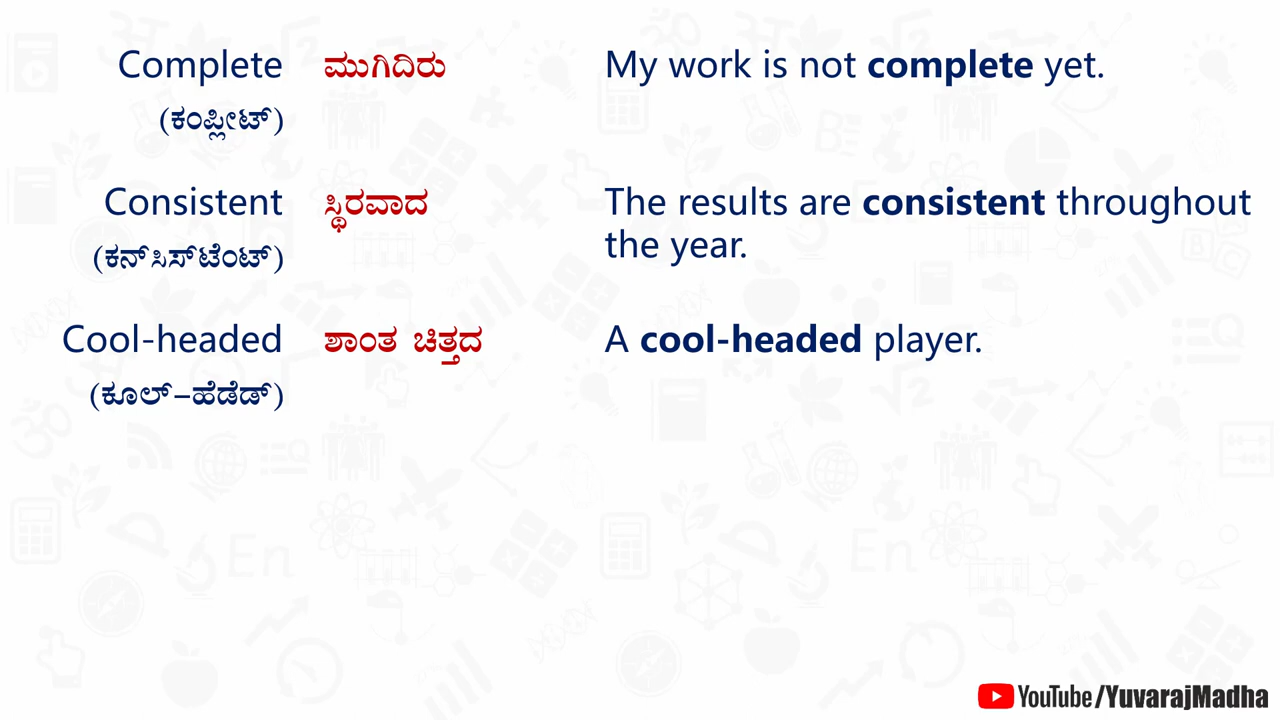 Complete ಮುಗಿದಿರು My work is not complete yet.
(ಕಂಪ್ಲೀಟ್)
Consistent ಸ್ಥಿರವಾದ The results are consistent throughout
(ಕನ್‌ಸಿಸ್‌ಟೆಂಟ್) the year.
Cool-headed ಶಾಂತ ಚಿತ್ತದ A cool-headed player.
(ಕೂಲ್-ಹೆಡೆಡ್)
YouTube/YuvarajMadha